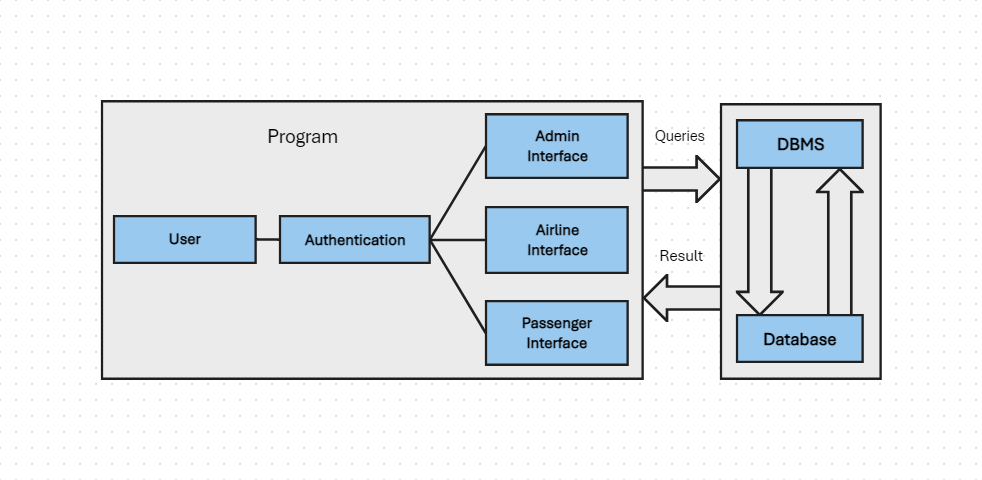 Program
User
Authentication
Admin
Interface
Airline
Interface
Passenger
Interface
Queries
Result
DBMS
Database